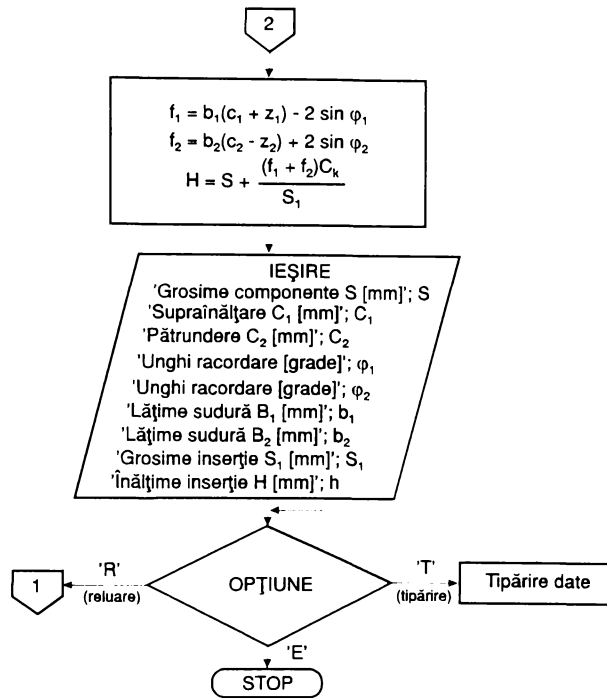 2
f₁ = b₁(c₁ + z₁) - 2 sin φ₁
f₂ = b₂(c₂ - z₂) + 2 sin φ₂
H = S + (f₁ + f₂)Cₖ / S₁
IEŞIRE
'Grosime componente S [mm]'; S
'Supraînălţare C₁ [mm]'; C₁
'Pătrundere C₂ [mm]'; C₂
'Unghi racordare [grade]'; φ₁
'Unghi racordare [grade]'; φ₂
'Lăţime sudură B₁ [mm]'; b₁
'Lăţime sudură B₂ [mm]'; b₂
'Grosime inserţie S₁ [mm]'; S₁
'Înălţime inserţie H [mm]'; h
1
'R'
(reluare)
OPŢIUNE
'T'
(tipărire)
Tipărire date
'E'
STOP